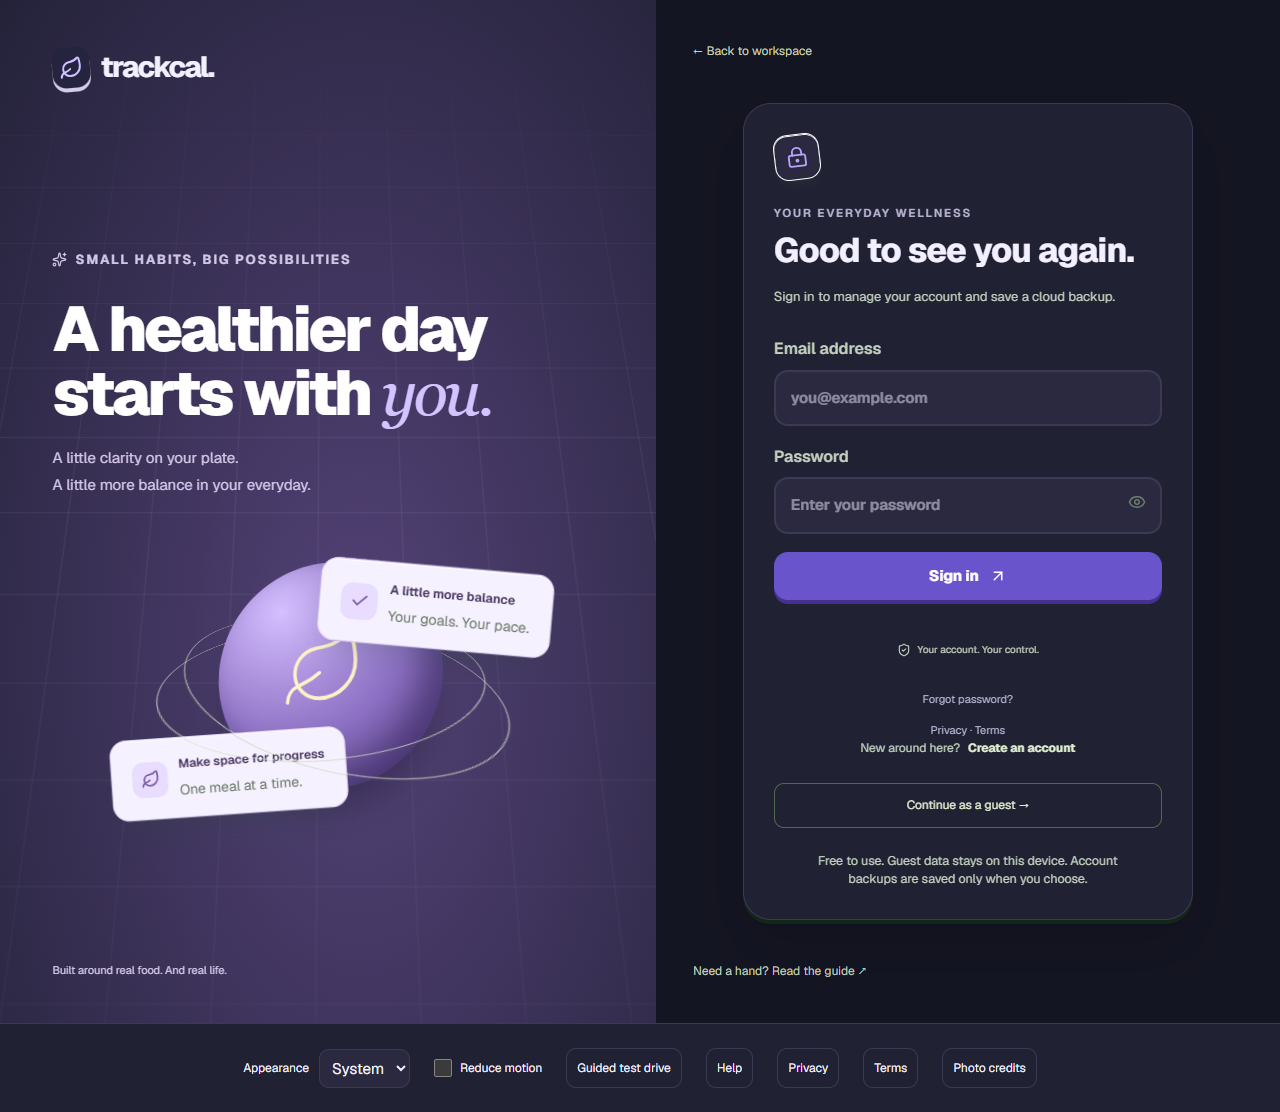 trackcal.
SMALL HABITS, BIG POSSIBILITIES
A healthier day
starts with you.
A little clarity on your plate.
A little more balance in your everyday.
A little more balance
Your goals. Your pace.
Make space for progress
One meal at a time.
Built around real food. And real life.
← Back to workspace
YOUR EVERYDAY WELLNESS
Good to see you again.
Sign in to manage your account and save a cloud backup.
Email address
you@example.com
Password
Enter your password
Sign in
Your account. Your control.
Forgot password?
Privacy · Terms
New around here? Create an account
Continue as a guest →
Free to use. Guest data stays on this device. Account
backups are saved only when you choose.
Need a hand? Read the guide ↗
Appearance System Reduce motion Guided test drive Help Privacy Terms Photo credits